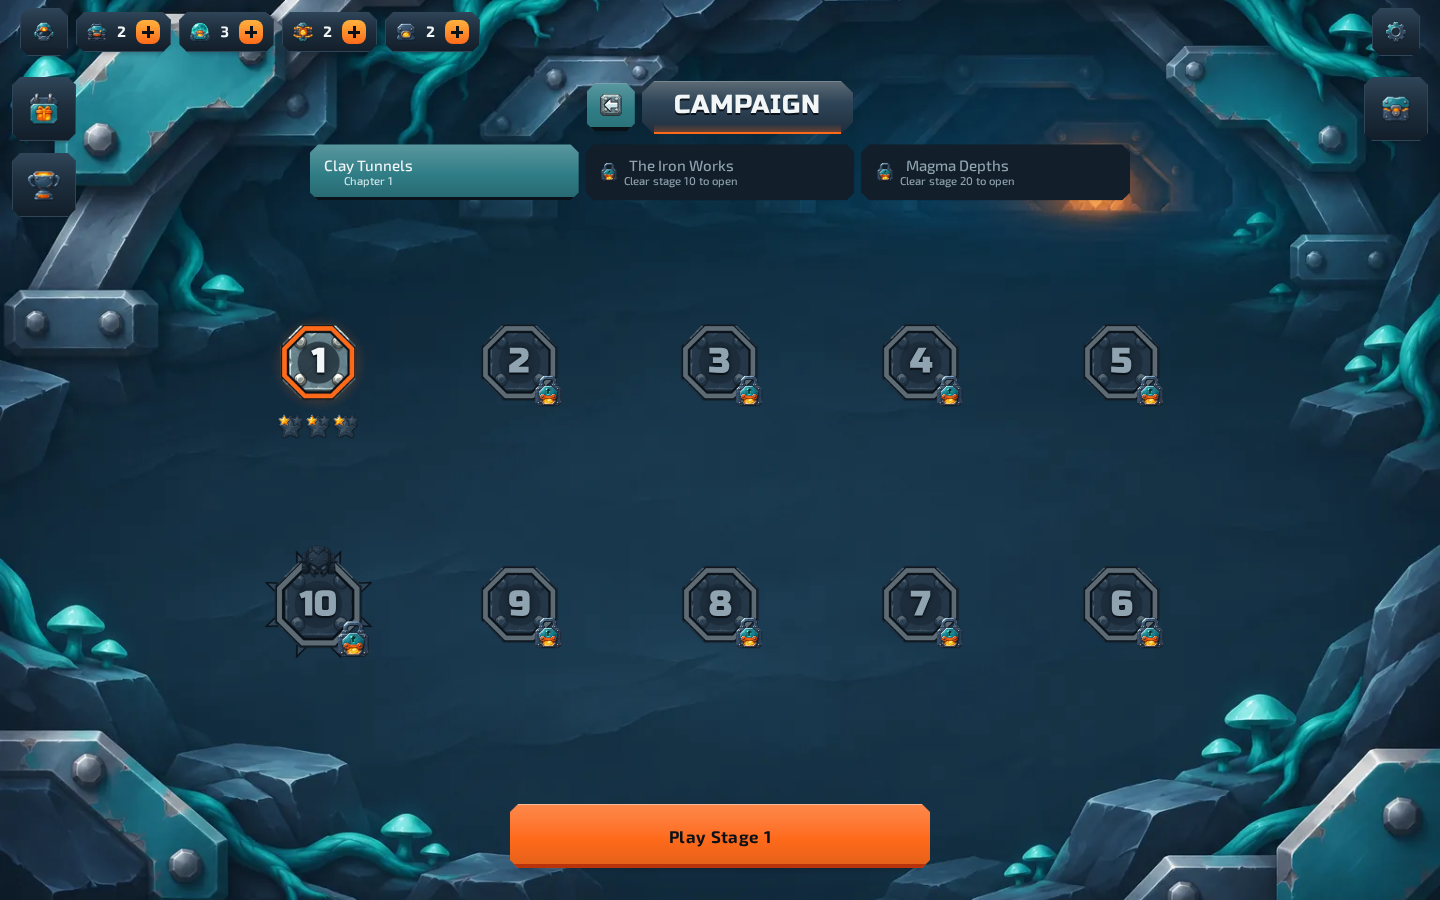 2
3
2
2
CAMPAIGN
Clay Tunnels
Chapter 1
The Iron Works
Clear stage 10 to open
Magma Depths
Clear stage 20 to open
1
2
3
4
5
10
9
8
7
6
Play Stage 1